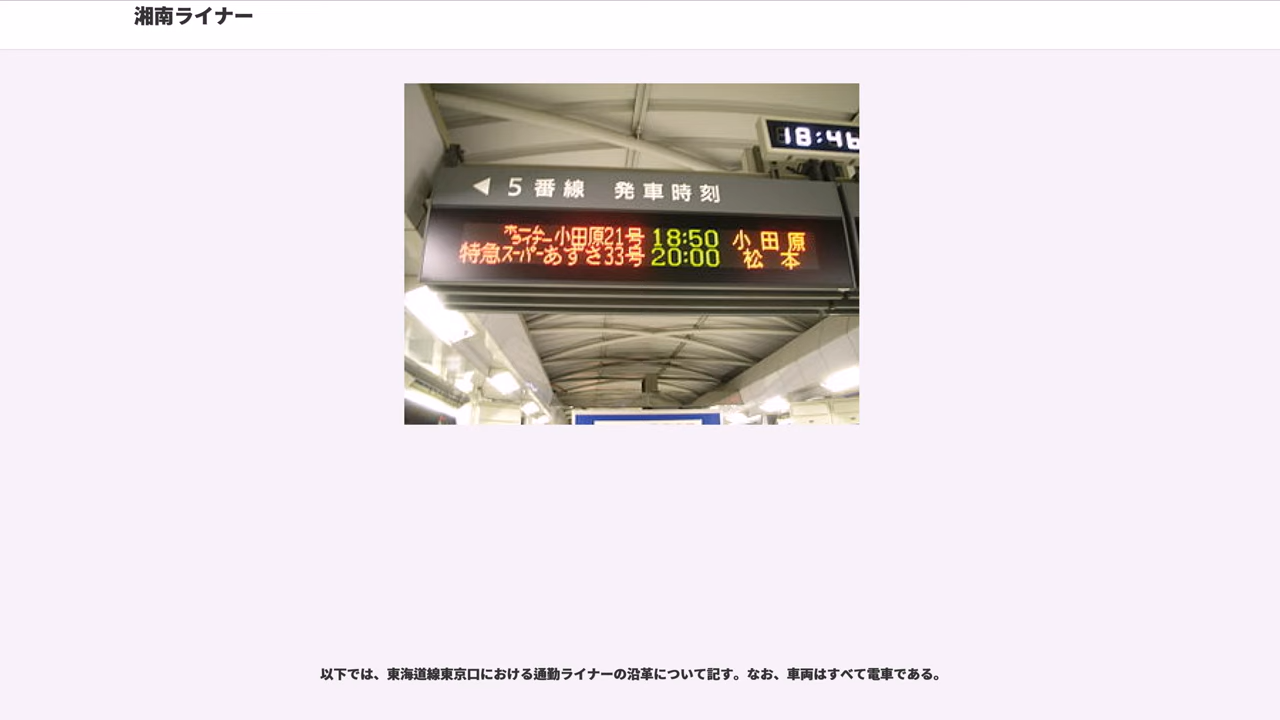 湘南ライナー
18:46
5番線 発車時刻
ホームライナー小田原21号 18:50 小田原
特急スーパーあずさ33号 20:00 松本
以下では、東海道線東京口における通勤ライナーの沿革について記す。なお、車両はすべて電車である。